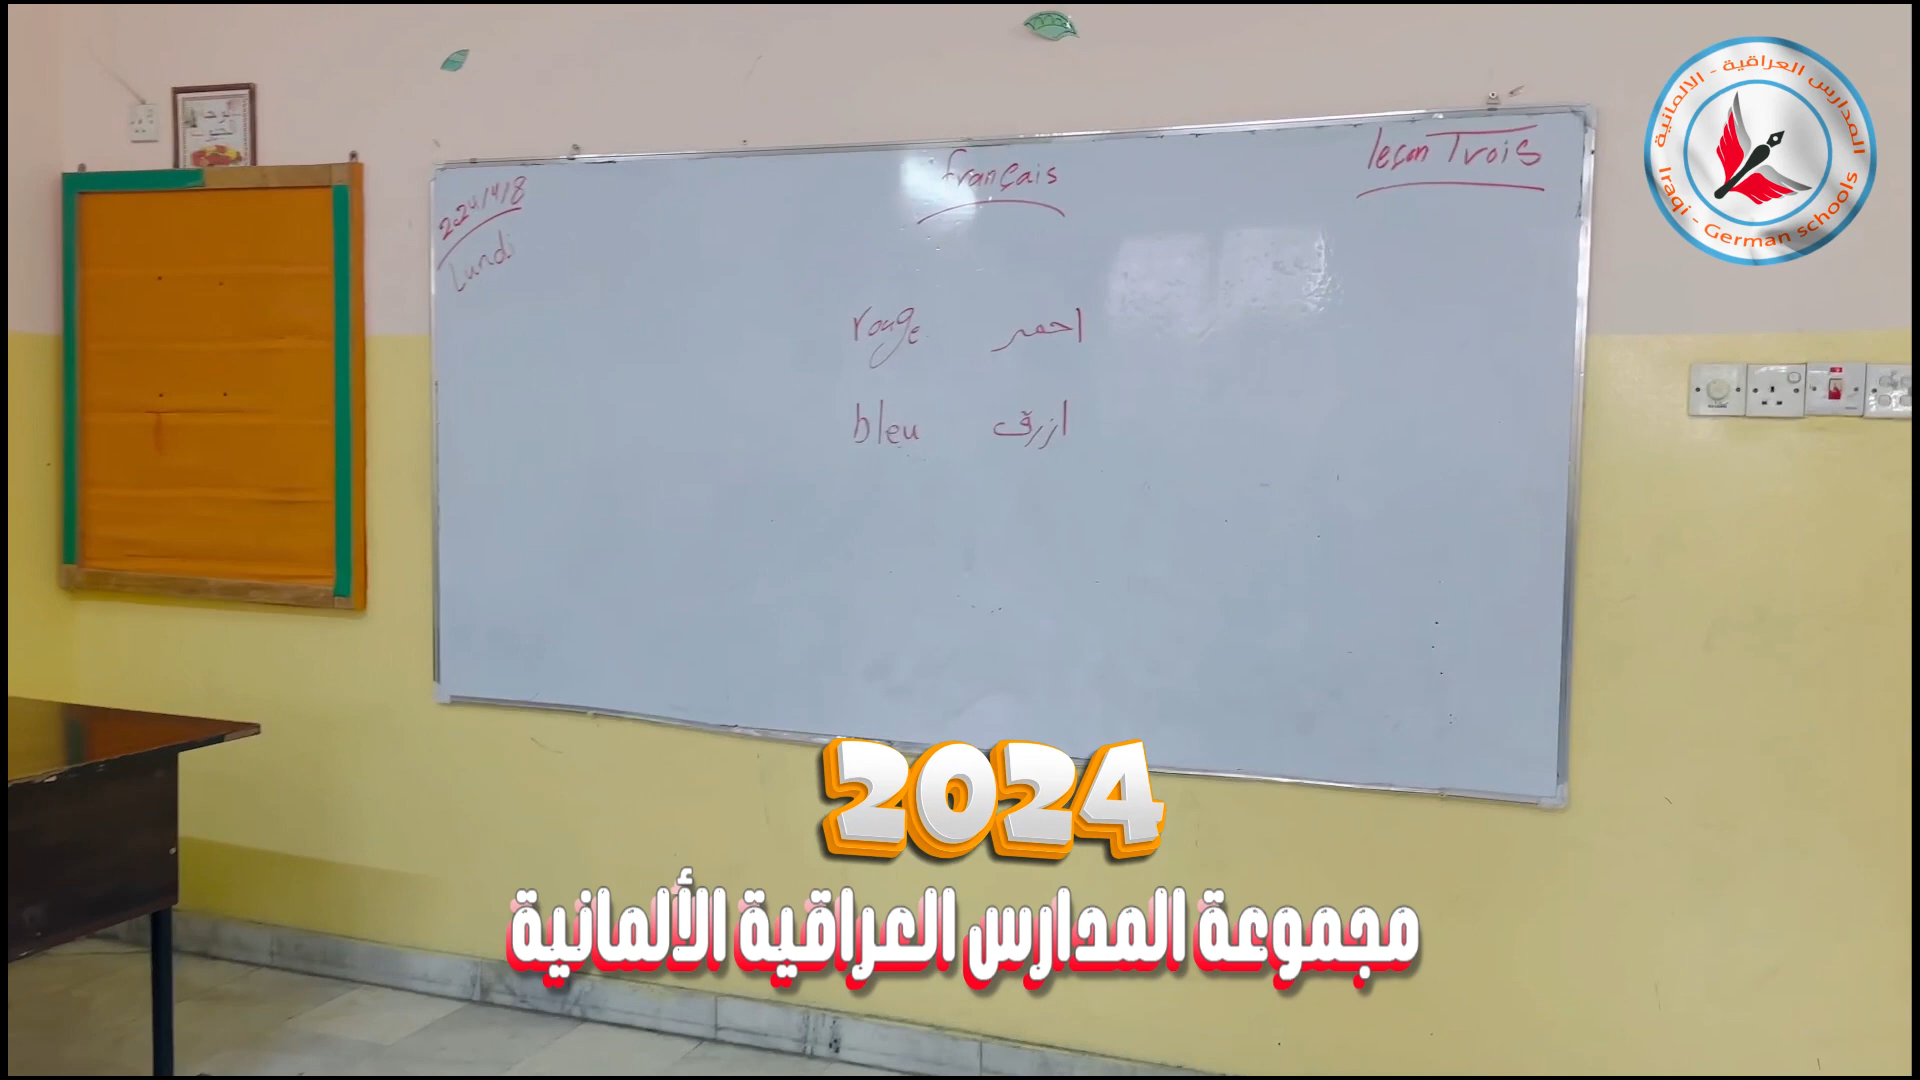 2024/4/8
Lundi
français
leçon Trois
rouge احمر
bleu ازرق
المدارس العراقية - الالمانية
Iraqi - German schools
2024
مجموعة المدارس العراقية الألمانية